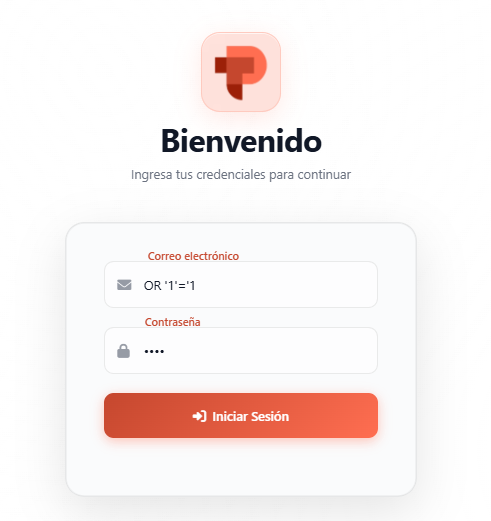 Bienvenido
Ingresa tus credenciales para continuar
Correo electrónico
OR '1'='1
Contraseña
••••
Iniciar Sesión